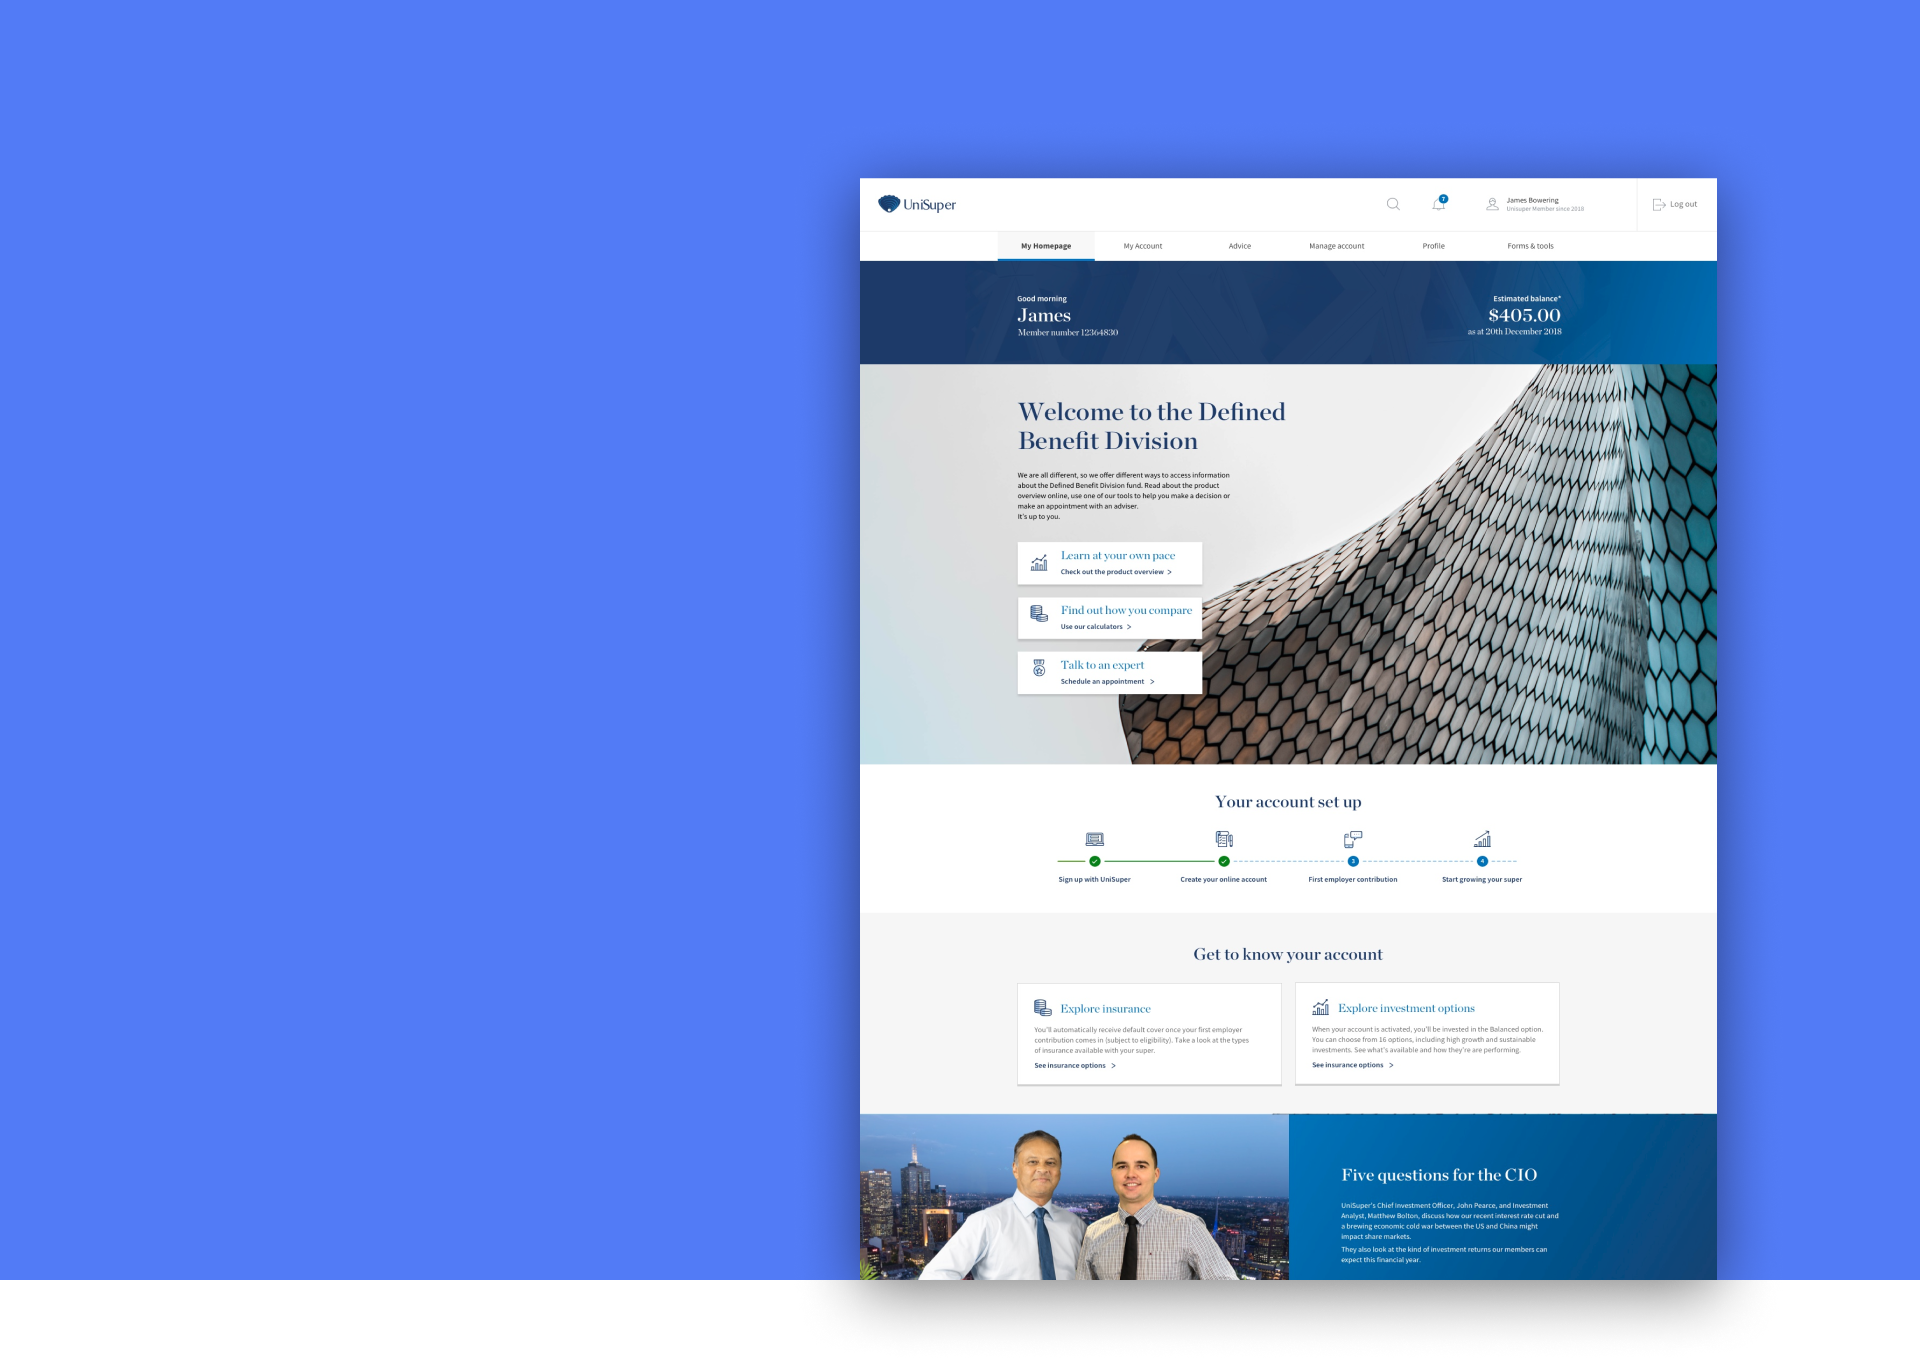 UniSuper
7
James Bowering
Unisuper Member since 2018
Log out
My Homepage
My Account
Advice
Manage account
Profile
Forms & tools
Good morning
James
Member number 12364830
Estimated balance*
$405.00
as at 20th December 2018
Welcome to the Defined
Benefit Division
We are all different, so we offer different ways to access information
about the Defined Benefit Division fund. Read about the product
overview online, use one of our tools to help you make a decision or
make an appointment with an adviser.
It's up to you.
Learn at your own pace
Check out the product overview >
Find out how you compare
Use our calculators >
Talk to an expert
Schedule an appointment >
Your account set up
3
4
Sign up with UniSuper
Create your online account
First employer contribution
Start growing your super
Get to know your account
Explore insurance
You'll automatically receive default cover once your first employer
contribution comes in (subject to eligibility). Take a look at the types
of insurance available with your super.
See insurance options >
Explore investment options
When your account is activated, you'll be invested in the Balanced option.
You can choose from 16 options, including high growth and sustainable
investments. See what's available and how they're are performing.
See insurance options >
Five questions for the CIO
UniSuper's Chief Investment Officer, John Pearce, and Investment
Analyst, Matthew Bolton, discuss how our recent interest rate cut and
a brewing economic cold war between the US and China might
impact share markets.
They also look at the kind of investment returns our members can
expect this financial year.